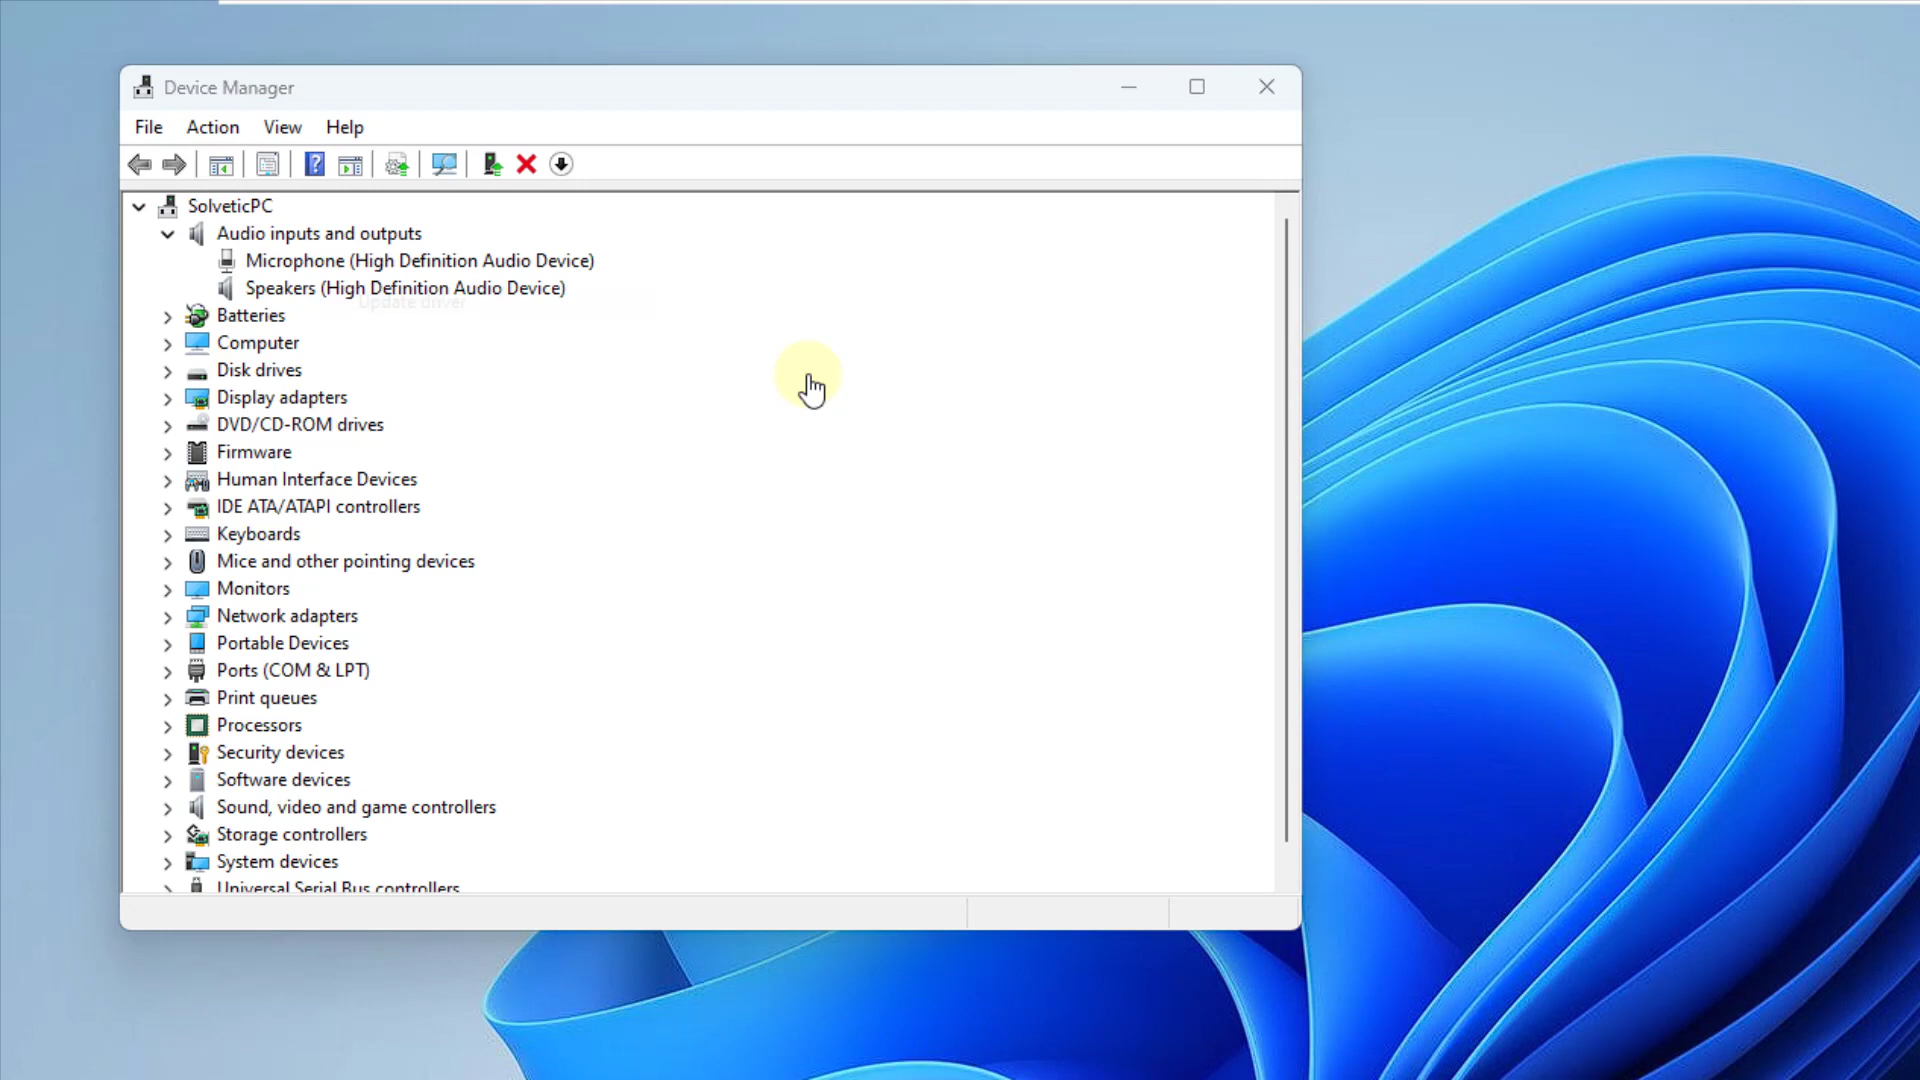 Device Manager
File Action View Help
SolveticPC
Audio inputs and outputs
Microphone (High Definition Audio Device)
Speakers (High Definition Audio Device)
Update driver
Batteries
Computer
Disk drives
Display adapters
DVD/CD-ROM drives
Firmware
Human Interface Devices
IDE ATA/ATAPI controllers
Keyboards
Mice and other pointing devices
Monitors
Network adapters
Portable Devices
Ports (COM & LPT)
Print queues
Processors
Security devices
Software devices
Sound, video and game controllers
Storage controllers
System devices
Universal Serial Bus controllers